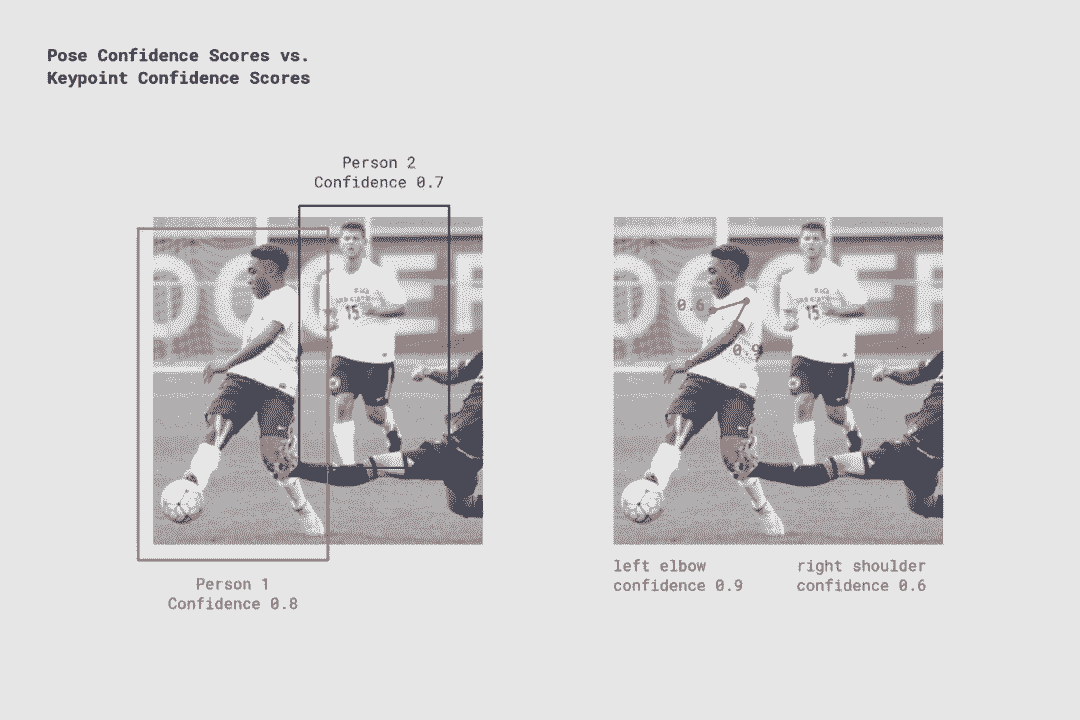 Pose Confidence Scores vs.
Keypoint Confidence Scores
Person 2
Confidence 0.7
OCCER
15
Person 1
Confidence 0.8
OCCER
0.6
15
0.9
left elbow
confidence 0.9
right shoulder
confidence 0.6